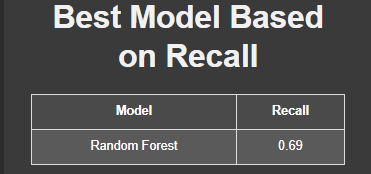 Best Model Based
on Recall
Model Recall
Random Forest 0.69